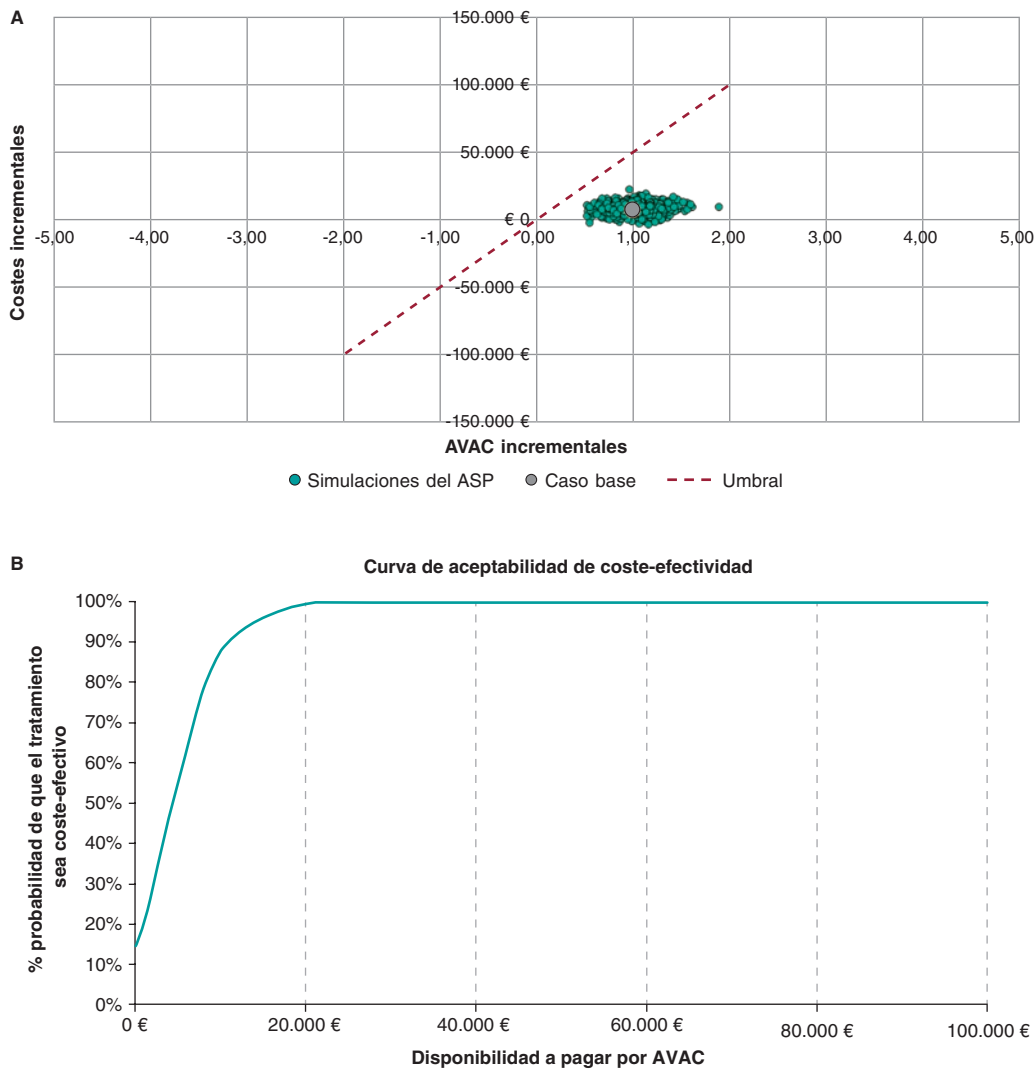 A
150.000 €
100.000 €
50.000 €
€ 0
-5,00 -4,00 -3,00 -2,00 -1,00 0,00 1,00 2,00 3,00 4,00 5,00
-50.000 €
-100.000 €
-150.000 €
Costes incrementales
AVAC incrementales
Simulaciones del ASP Caso base Umbral
B
Curva de aceptabilidad de coste-efectividad
100%
90%
80%
70%
60%
50%
40%
30%
20%
10%
0%
% probabilidad de que el tratamiento
sea coste-efectivo
0 € 20.000 € 40.000 € 60.000 € 80.000 € 100.000 €
Disponibilidad a pagar por AVAC